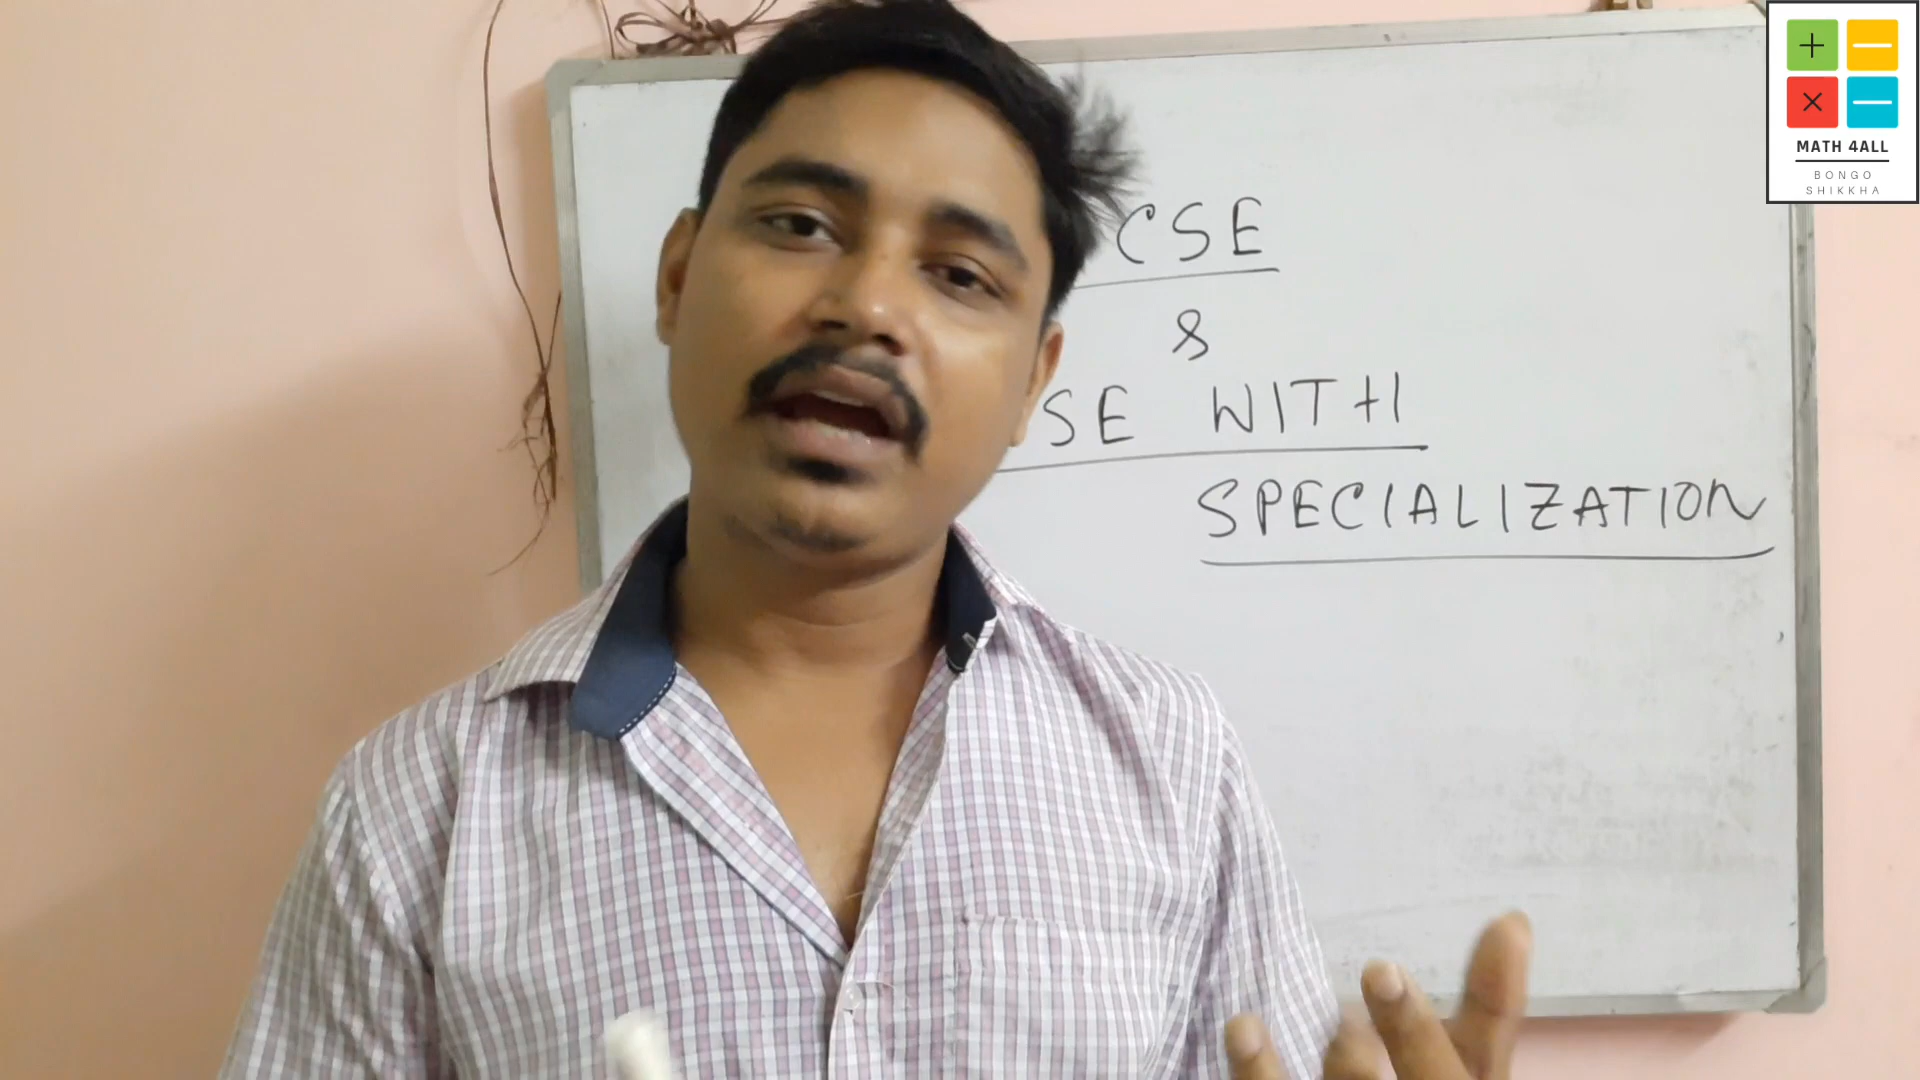 CSE
&
SE WITH
SPECIALIZATION
MATH 4ALL
BONGO
SHIKKHA